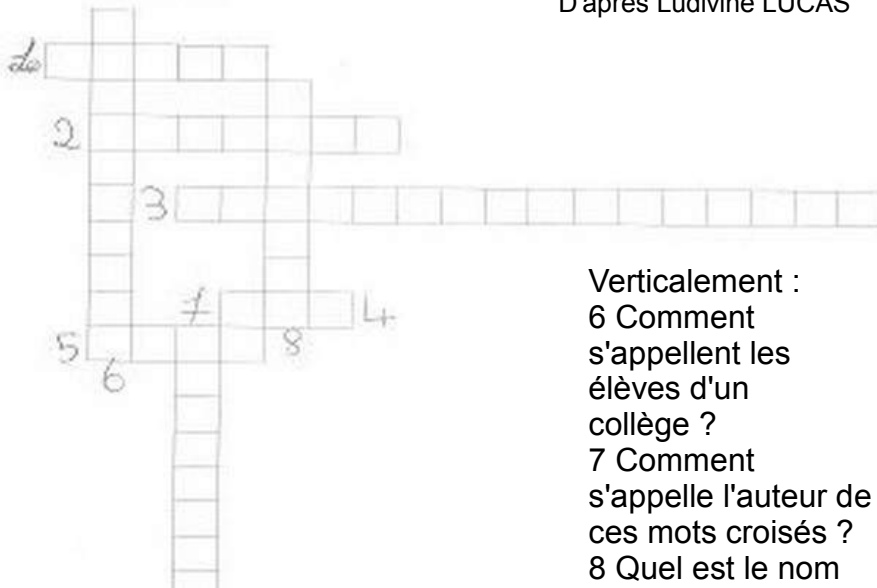 D'après Ludivine LUCAS
2
3
7
4
5
8
6
Verticalement :
6 Comment
s'appellent les
élèves d'un
collège ?
7 Comment
s'appelle l'auteur de
ces mots croisés ?
8 Quel est le nom